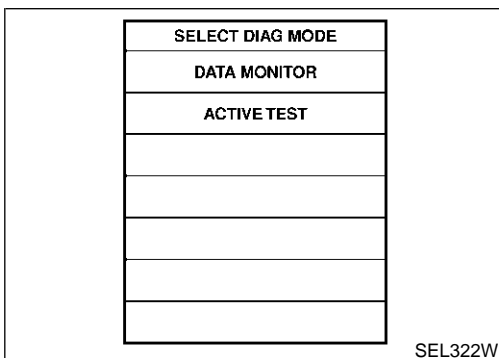 SELECT DIAG MODE
DATA MONITOR
ACTIVE TEST
SEL322W